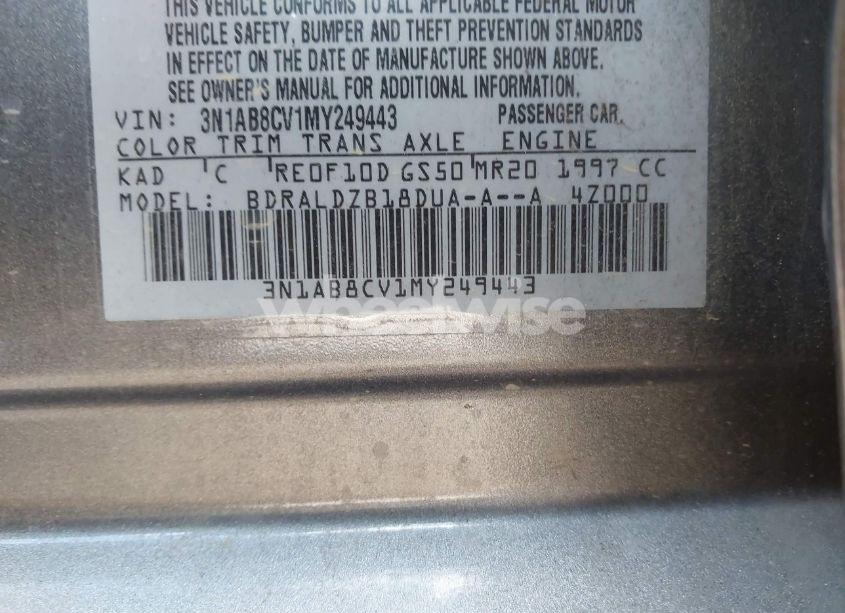 THIS VEHICLE CONFORMS TO ALL APPLICABLE FEDERAL MOTOR
VEHICLE SAFETY, BUMPER AND THEFT PREVENTION STANDARDS
IN EFFECT ON THE DATE OF MANUFACTURE SHOWN ABOVE.
SEE OWNER'S MANUAL FOR ADDITIONAL INFORMATION.
VIN: 3N1AB8CV1MY249443 PASSENGER CAR.
COLOR TRIM TRANS AXLE ENGINE
KAD C RE0F10D GS50 MR20 1997 CC
MODEL: BDRALDZB18DUA-A--A 4Z000
3N1AB8CV1MY249443
wheelwise